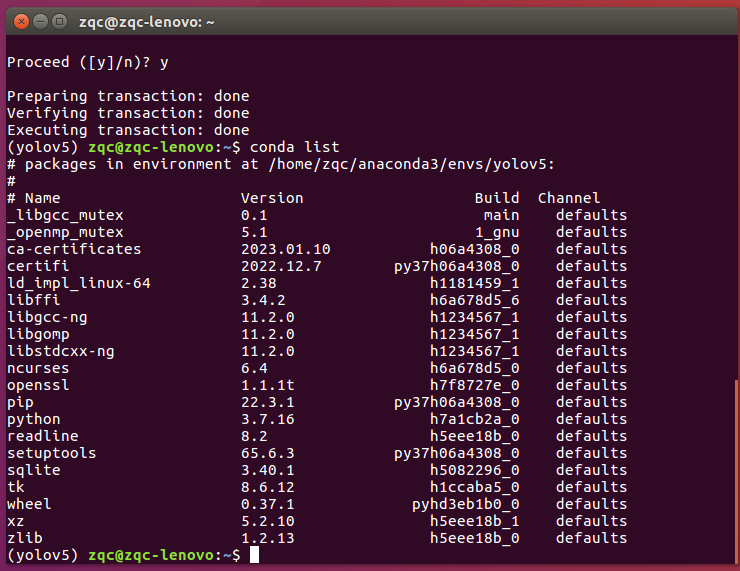 zqc@zqc-lenovo: ~
Proceed ([y]/n)? y
Preparing transaction: done
Verifying transaction: done
Executing transaction: done
(yolov5) zqc@zqc-lenovo:~$ conda list
# packages in environment at /home/zqc/anaconda3/envs/yolov5:
#
# Name Version Build Channel
_libgcc_mutex 0.1 main defaults
_openmp_mutex 5.1 1_gnu defaults
ca-certificates 2023.01.10 h06a4308_0 defaults
certifi 2022.12.7 py37h06a4308_0 defaults
ld_impl_linux-64 2.38 h1181459_1 defaults
libffi 3.4.2 h6a678d5_6 defaults
libgcc-ng 11.2.0 h1234567_1 defaults
libgomp 11.2.0 h1234567_1 defaults
libstdcxx-ng 11.2.0 h1234567_1 defaults
ncurses 6.4 h6a678d5_0 defaults
openssl 1.1.1t h7f8727e_0 defaults
pip 22.3.1 py37h06a4308_0 defaults
python 3.7.16 h7a1cb2a_0 defaults
readline 8.2 h5eee18b_0 defaults
setuptools 65.6.3 py37h06a4308_0 defaults
sqlite 3.40.1 h5082296_0 defaults
tk 8.6.12 h1ccaba5_0 defaults
wheel 0.37.1 pyhd3eb1b0_0 defaults
xz 5.2.10 h5eee18b_1 defaults
zlib 1.2.13 h5eee18b_0 defaults
(yolov5) zqc@zqc-lenovo:~$